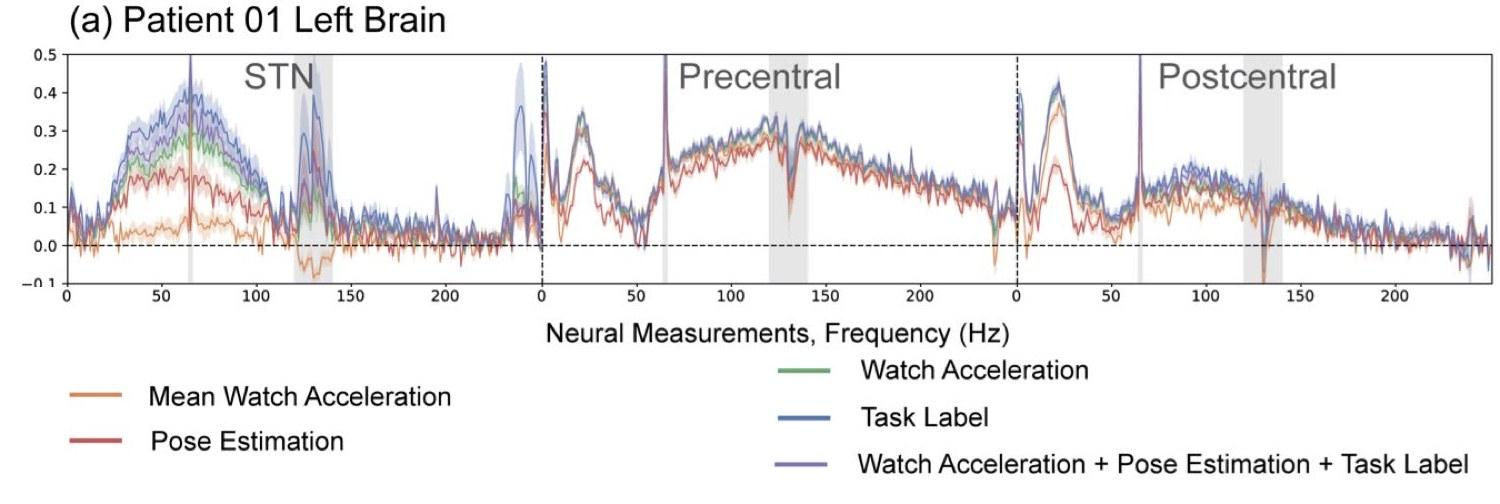 (a) Patient 01 Left Brain
0.5
STN
Precentral
Postcentral
0.4
0.3
0.2
0.1
0.0
−0.1
0 50 100 150 200 0 50 100 150 200 0 50 100 150 200
Neural Measurements, Frequency (Hz)
Mean Watch Acceleration
Pose Estimation
Watch Acceleration
Task Label
Watch Acceleration + Pose Estimation + Task Label